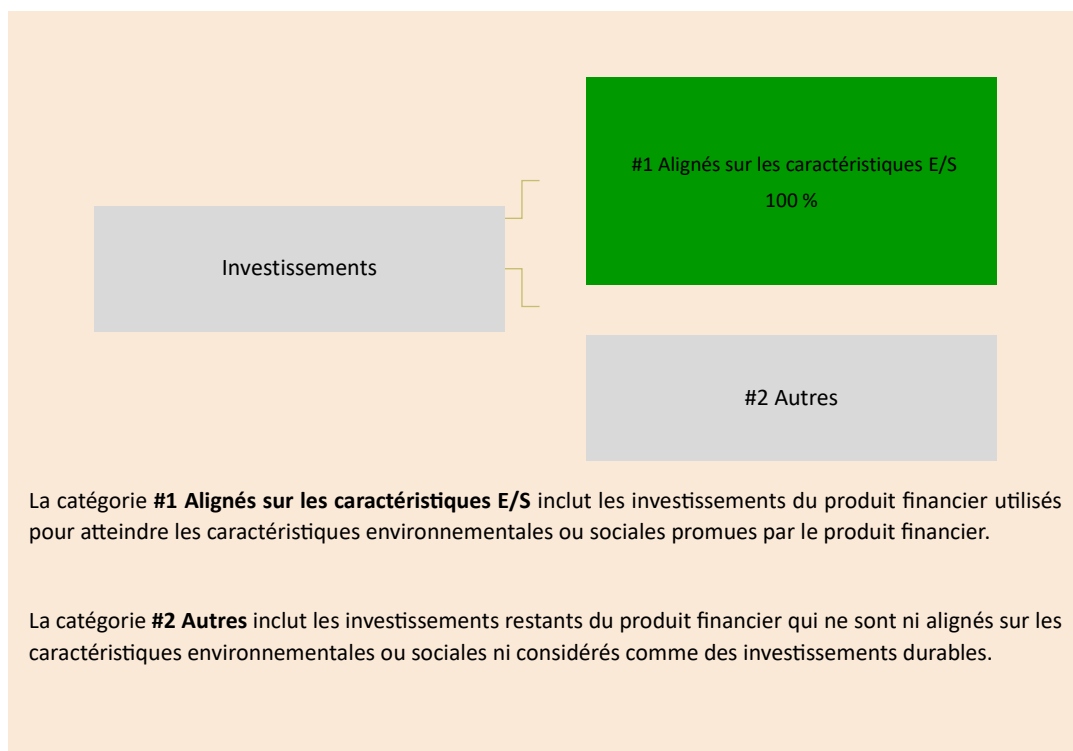 #1 Alignés sur les caractéristiques E/S
100 %
Investissements
#2 Autres
La catégorie #1 Alignés sur les caractéristiques E/S inclut les investissements du produit financier utilisés
pour atteindre les caractéristiques environnementales ou sociales promues par le produit financier.
La catégorie #2 Autres inclut les investissements restants du produit financier qui ne sont ni alignés sur les
caractéristiques environnementales ou sociales ni considérés comme des investissements durables.